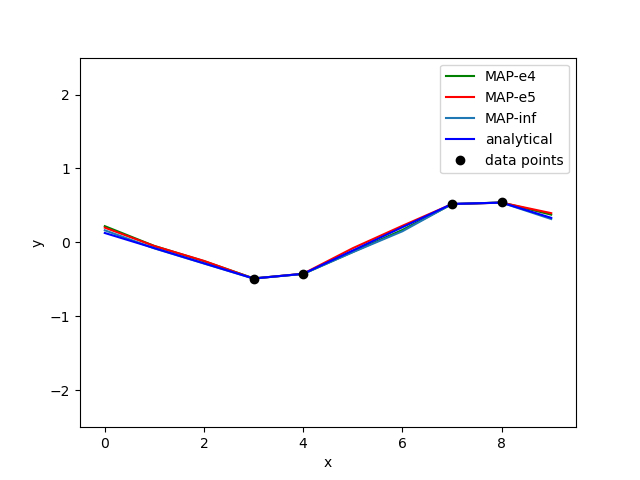 MAP-e4
MAP-e5
MAP-inf
analytical
data points
2
1
0
−1
−2
y
0
2
4
6
8
x